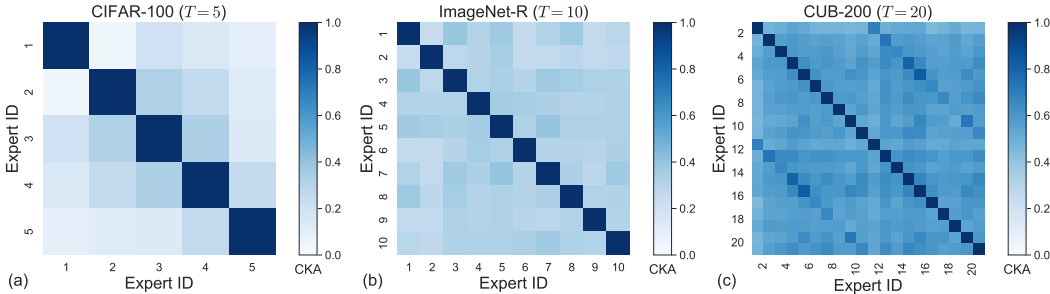 CIFAR-100 (T = 5)
Expert ID
1
2
3
4
5
1 2 3 4 5
Expert ID
1.0
0.8
0.6
0.4
0.2
0.0
CKA
(a)
ImageNet-R (T = 10)
Expert ID
1
2
3
4
5
6
7
8
9
10
1 2 3 4 5 6 7 8 9 10
Expert ID
1.0
0.8
0.6
0.4
0.2
0.0
CKA
(b)
CUB-200 (T = 20)
Expert ID
2
4
6
8
10
12
14
16
18
20
2 4 6 8 10 12 14 16 18 20
Expert ID
1.0
0.8
0.6
0.4
0.2
0.0
CKA
(c)